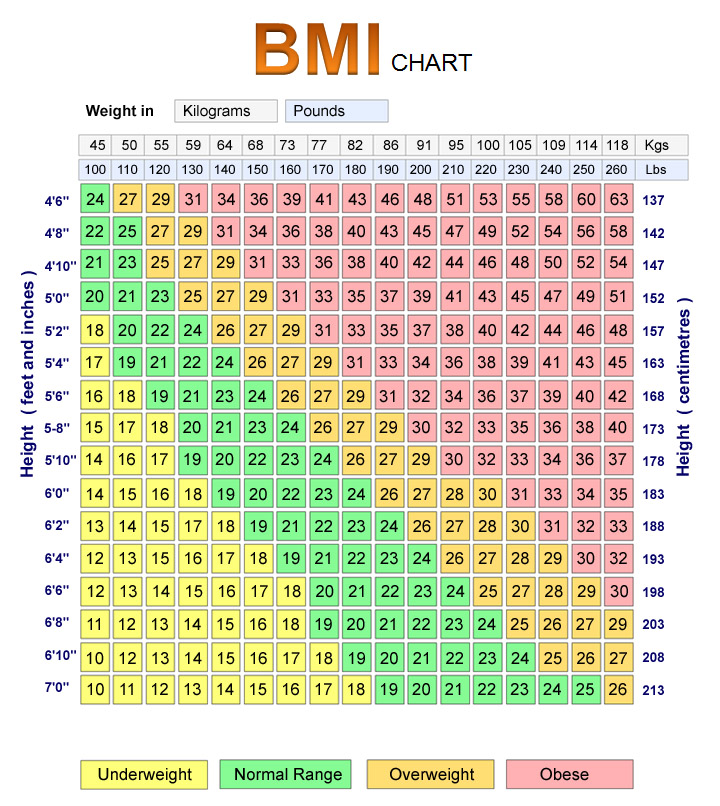 BMI CHART
Weight in Kilograms Pounds
45 50 55 59 64 68 73 77 82 86 91 95 100 105 109 114 118 Kgs
100 110 120 130 140 150 160 170 180 190 200 210 220 230 240 250 260 Lbs
4'6" 24 27 29 31 34 36 39 41 43 46 48 51 53 55 58 60 63 137
4'8" 22 25 27 29 31 34 36 38 40 43 45 47 49 52 54 56 58 142
4'10" 21 23 25 27 29 31 33 36 38 40 42 44 46 48 50 52 54 147
5'0" 20 21 23 25 27 29 31 33 35 37 39 41 43 45 47 49 51 152
5'2" 18 20 22 24 26 27 29 31 33 35 37 38 40 42 44 46 48 157
5'4" 17 19 21 22 24 26 27 29 31 33 34 36 38 39 41 43 45 163
5'6" 16 18 19 21 23 24 26 27 29 31 32 34 36 37 39 40 42 168
5-8" 15 17 18 20 21 23 24 26 27 29 30 32 33 35 36 38 40 173
5'10" 14 16 17 19 20 22 23 24 26 27 29 30 32 33 34 36 37 178
6'0" 14 15 16 18 19 20 22 23 24 26 27 28 30 31 33 34 35 183
6'2" 13 14 15 17 18 19 21 22 23 24 26 27 28 30 31 32 33 188
6'4" 12 13 15 16 17 18 19 21 22 23 24 26 27 28 29 30 32 193
6'6" 12 13 14 15 16 17 18 20 21 22 23 24 25 27 28 29 30 198
6'8" 11 12 13 14 15 16 18 19 20 21 22 23 24 25 26 27 29 203
6'10" 10 12 13 14 15 16 17 18 19 20 21 22 23 24 25 26 27 208
7'0" 10 11 12 13 14 15 16 17 18 19 20 21 22 23 24 25 26 213
Height ( feet and inches )
Height ( centimetres )
Underweight Normal Range Overweight Obese